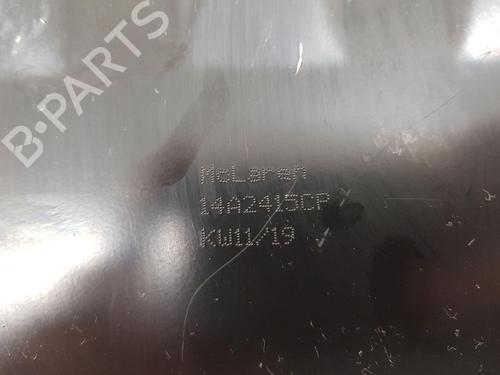 B-PARTS
McLaren
14A2415CP
KW11/19